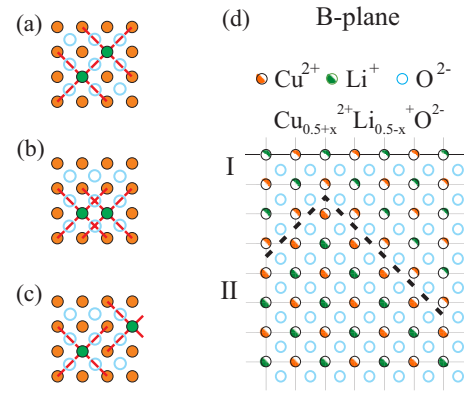 (a)
(b)
(c)
(d)
B-plane
Cu²⁺ Li⁺ O²⁻
Cu₀.₅₊ₓ²⁺Li₀.₅₋ₓ⁺O²⁻
I
II